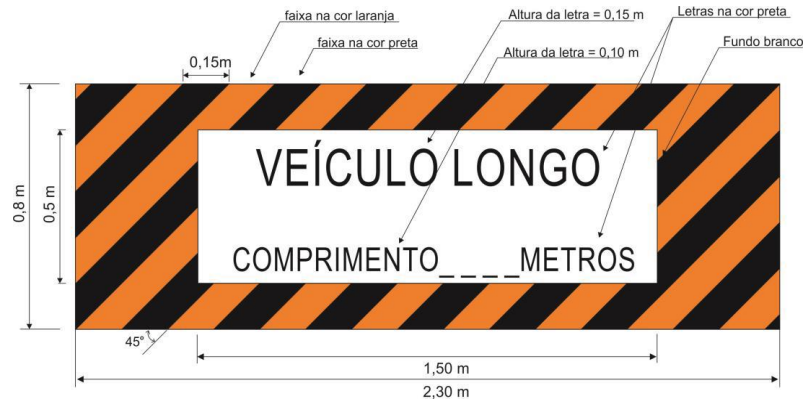 faixa na cor laranja
Altura da letra = 0,15 m
Letras na cor preta
faixa na cor preta
Altura da letra = 0,10 m
Fundo branco
0,15m
0,8 m
0,5 m
VEÍCULO LONGO
COMPRIMENTO_ _ _ _METROS
45º
1,50 m
2,30 m